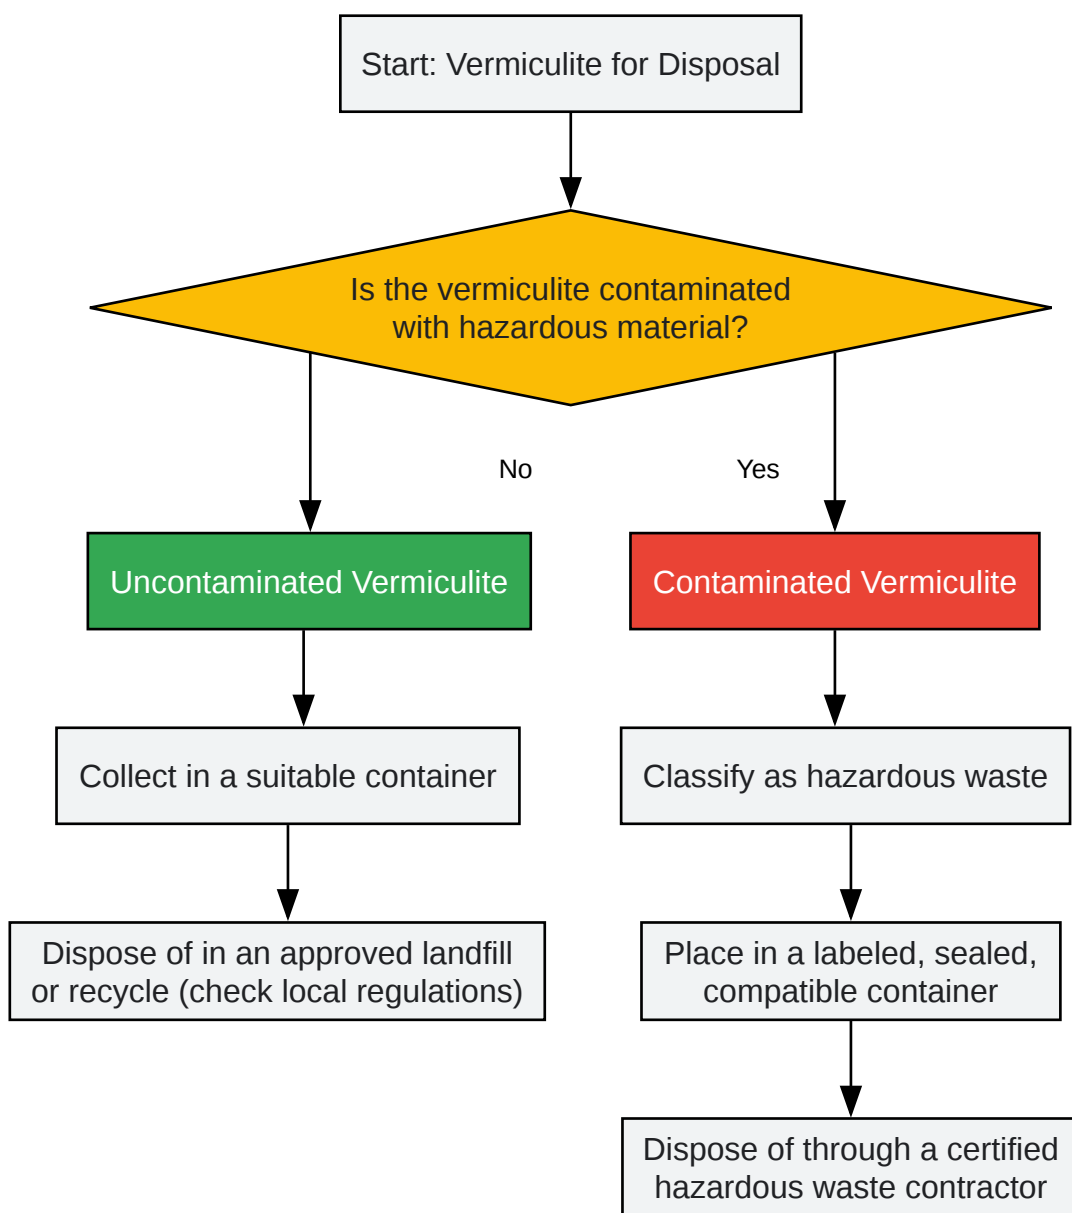 Start: Vermiculite for Disposal
Is the vermiculite contaminated
with hazardous material?
No
Yes
Uncontaminated Vermiculite
Contaminated Vermiculite
Collect in a suitable container
Classify as hazardous waste
Dispose of in an approved landfill
or recycle (check local regulations)
Place in a labeled, sealed,
compatible container
Dispose of through a certified
hazardous waste contractor